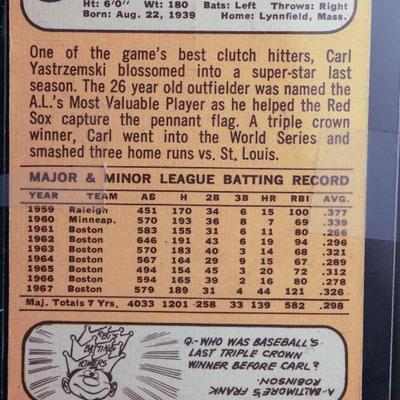 Ht: 6'0" Wt: 180 Bats: Left Throws: Right
Born: Aug. 22, 1939 Home: Lynnfield, Mass.
One of the game's best clutch hitters, Carl
Yastrzemski blossomed into a super-star last
season. The 26 year old outfielder was named the
A.L.'s Most Valuable Player as he helped the Red
Sox capture the pennant flag. A triple crown
winner, Carl went into the World Series and
smashed three home runs vs. St. Louis.
MAJOR & MINOR LEAGUE BATTING RECORD
YEAR TEAM AB H 2B 3B HR RBI AVG.
1959 Raleigh 451 170 34 6 15 100 .377
1960 Minneap. 570 193 36 8 7 69 .339
1961 Boston 583 155 31 6 11 80 .266
1962 Boston 646 191 43 6 19 94 .296
1963 Boston 570 183 40 3 14 68 .321
1964 Boston 567 164 29 9 15 67 .289
1965 Boston 494 154 45 3 20 72 .312
1966 Boston 594 165 39 2 16 80 .278
1967 Boston 579 189 31 4 44 121 .326
Maj. Totals 7 Yrs. 4033 1201 258 33 139 582 .298
RBI'S
BATTING
HOMERS
Q.-WHO WAS BASEBALL'S
LAST TRIPLE CROWN
WINNER BEFORE CARL?
A.-BALTIMORE'S FRANK
ROBINSON.